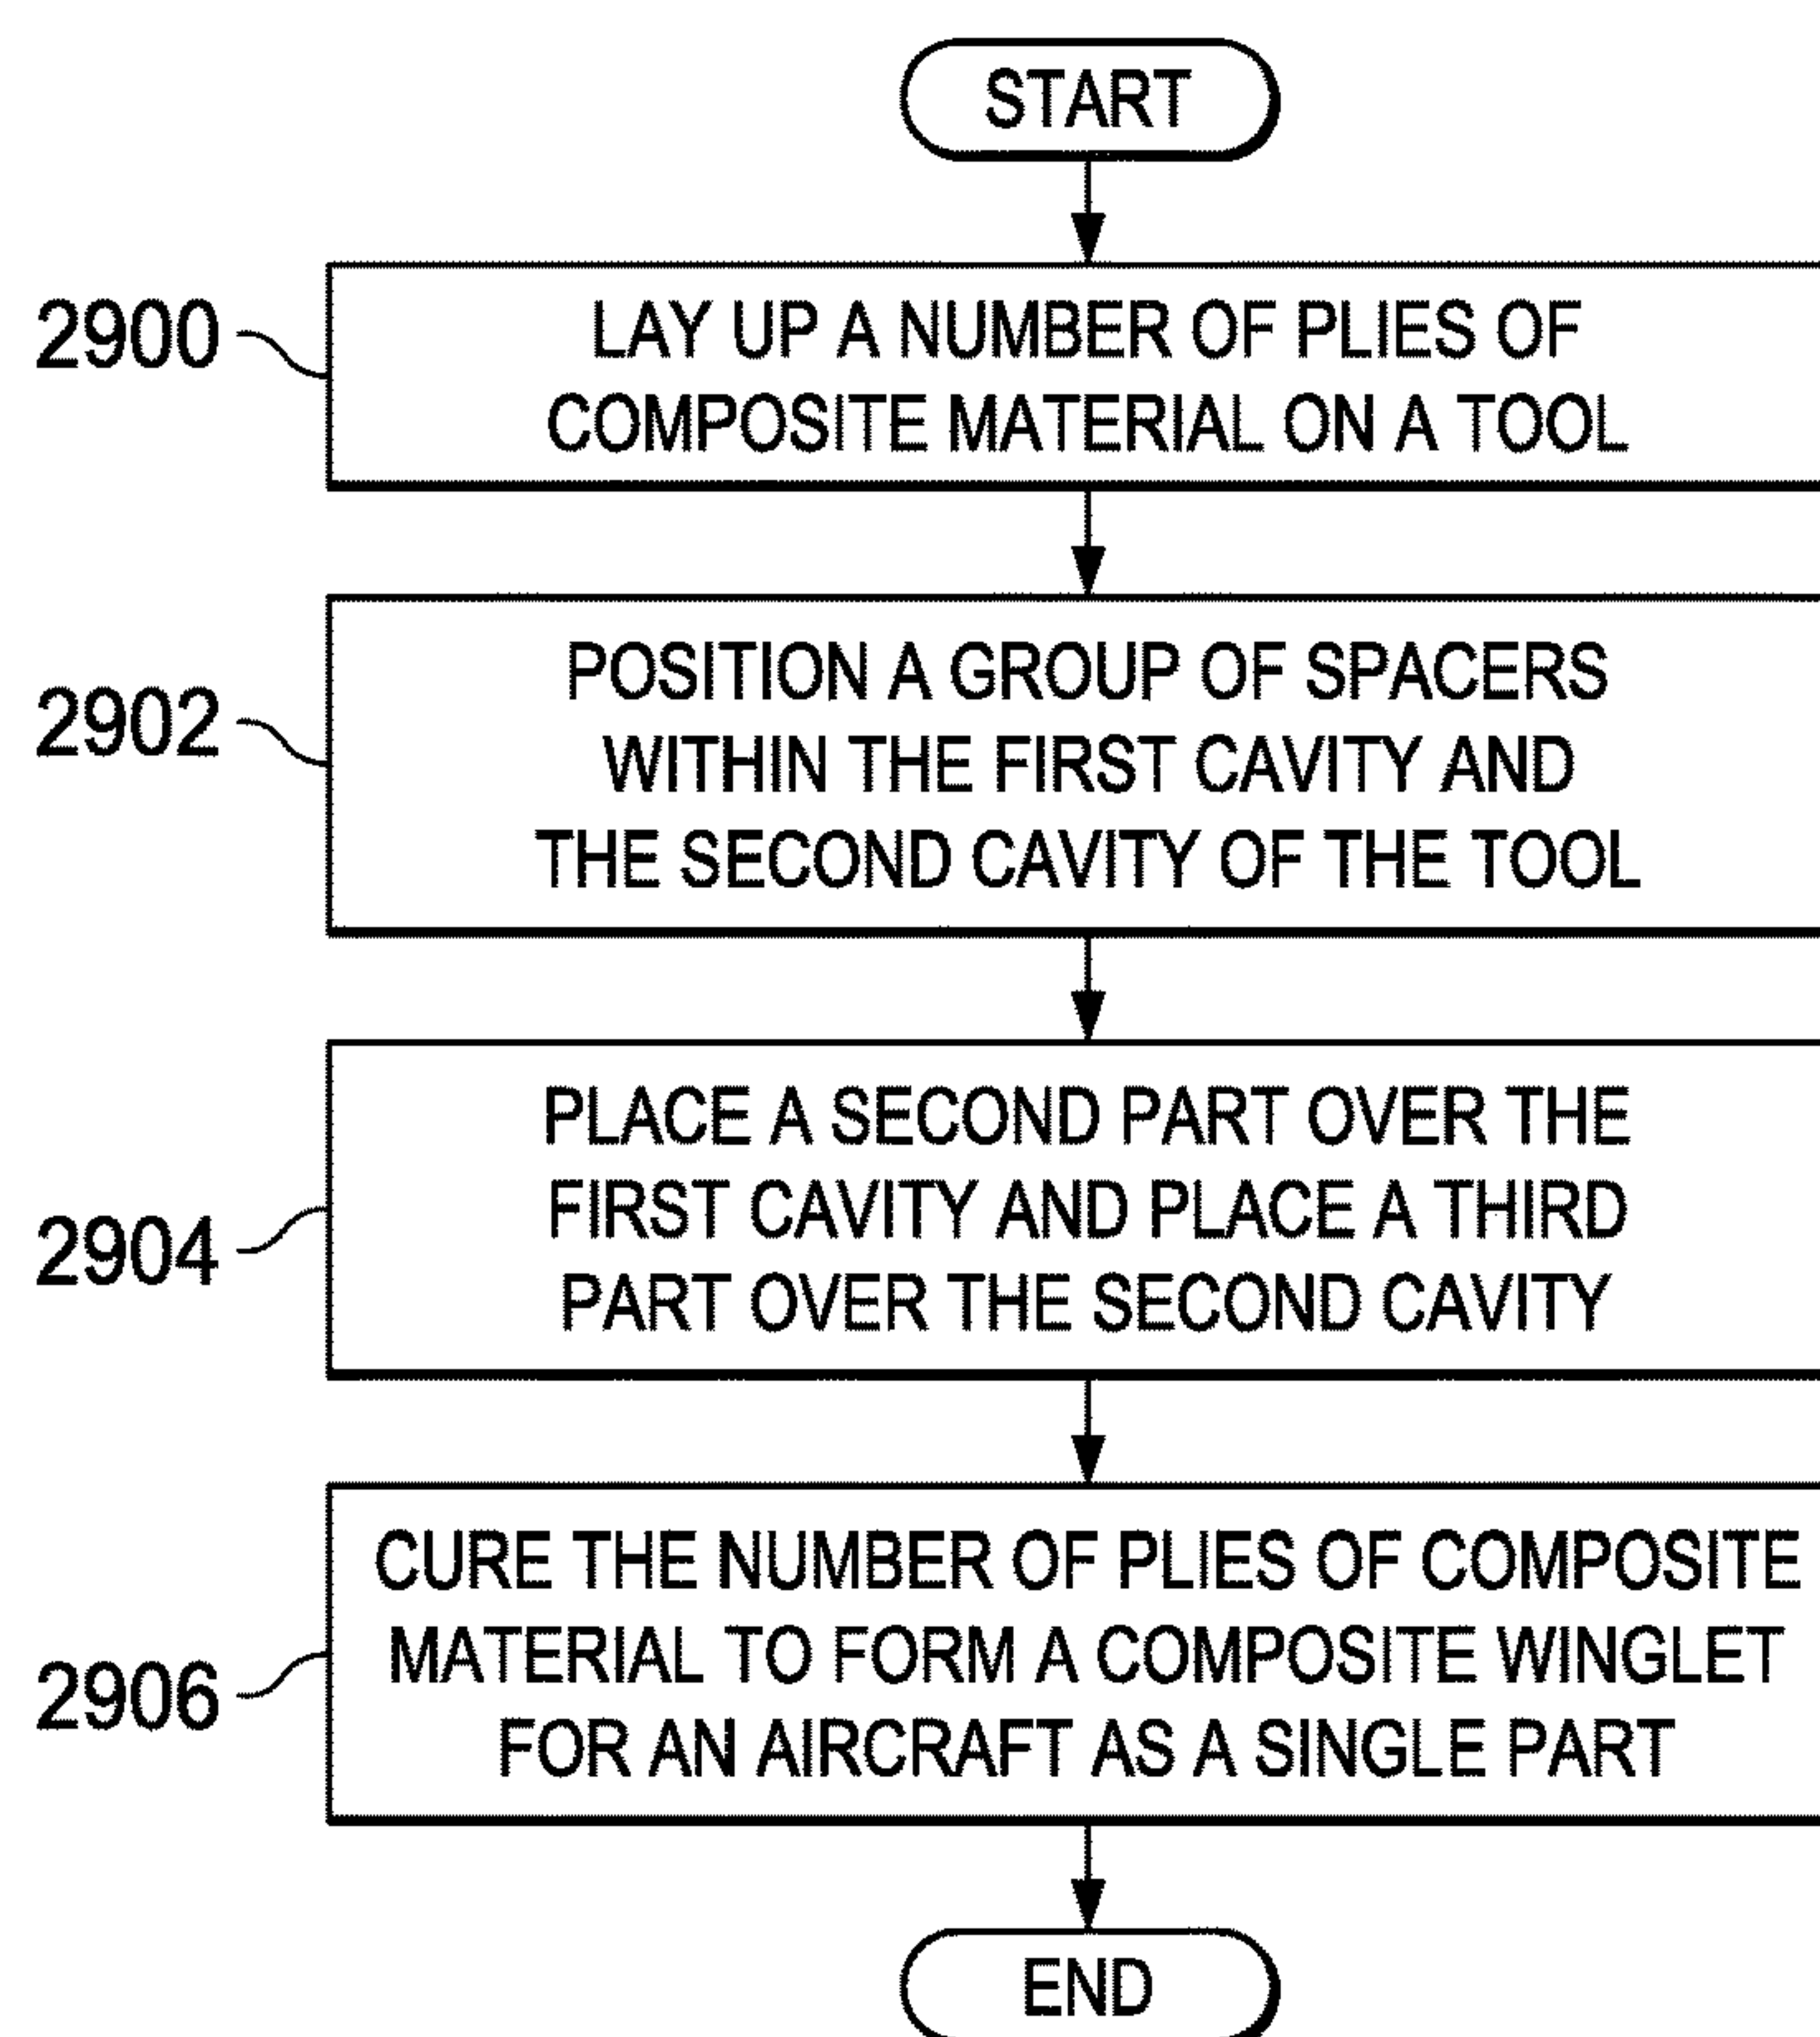 START
2900
LAY UP A NUMBER OF PLIES OF
COMPOSITE MATERIAL ON A TOOL
2902
POSITION A GROUP OF SPACERS
WITHIN THE FIRST CAVITY AND
THE SECOND CAVITY OF THE TOOL
2904
PLACE A SECOND PART OVER THE
FIRST CAVITY AND PLACE A THIRD
PART OVER THE SECOND CAVITY
2906
CURE THE NUMBER OF PLIES OF COMPOSITE
MATERIAL TO FORM A COMPOSITE WINGLET
FOR AN AIRCRAFT AS A SINGLE PART
END